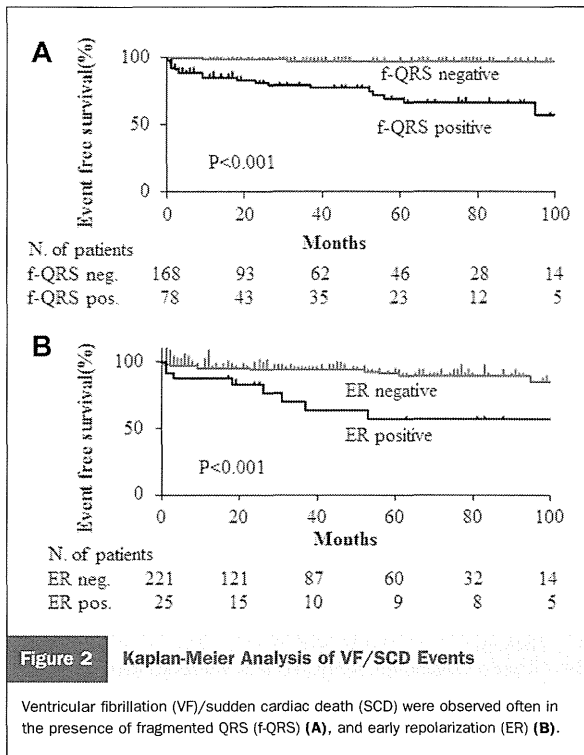 A
Event free survival(%)
100
50
0
f-QRS negative
f-QRS positive
P<0.001
0 20 40 60 80 100
Months
N. of patients
f-QRS neg. 168 93 62 46 28 14
f-QRS pos. 78 43 35 23 12 5
B
Event free survival(%)
100
50
0
ER negative
ER positive
P<0.001
0 20 40 60 80 100
Months
N. of patients
ER neg. 221 121 87 60 32 14
ER pos. 25 15 10 9 8 5
Figure 2 Kaplan-Meier Analysis of VF/SCD Events
Ventricular fibrillation (VF)/sudden cardiac death (SCD) were observed often in
the presence of fragmented QRS (f-QRS) (A), and early repolarization (ER) (B).